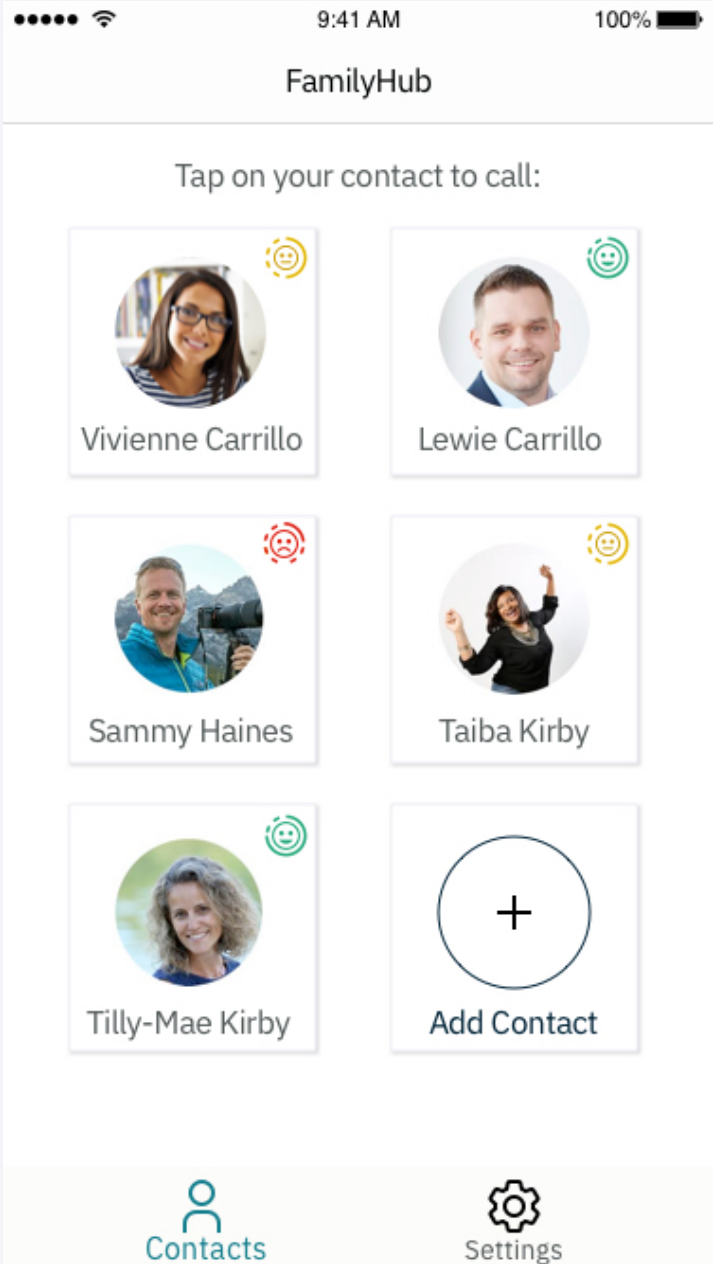 9:41 AM 100%
FamilyHub
Tap on your contact to call:
Vivienne Carrillo Lewie Carrillo
Sammy Haines Taiba Kirby
Tilly-Mae Kirby Add Contact
Contacts Settings